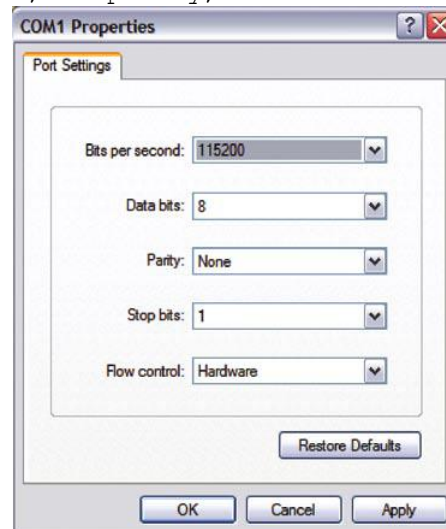 COM1 Properties
?
Port Settings
Bits per second: 115200
Data bits: 8
Parity: None
Stop bits: 1
Flow control: Hardware
Restore Defaults
OK Cancel Apply